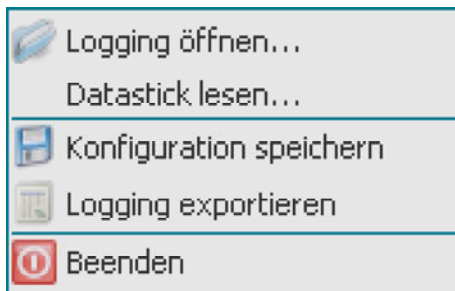 Logging öffnen...
Datastick lesen...
Konfiguration speichern
Logging exportieren
Beenden